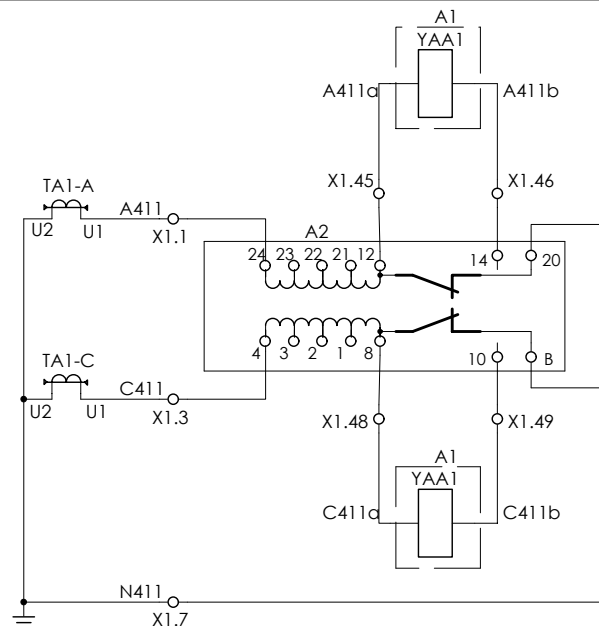 A1
YAA1
A411a
A411b
X1.45
X1.46
TA1-A
A411
U2
U1
X1.1
A2
24
23
22
21
12
14
20
4
3
2
1
8
10
B
TA1-C
C411
U2
U1
X1.3
X1.48
X1.49
A1
YAA1
C411a
C411b
N411
X1.7